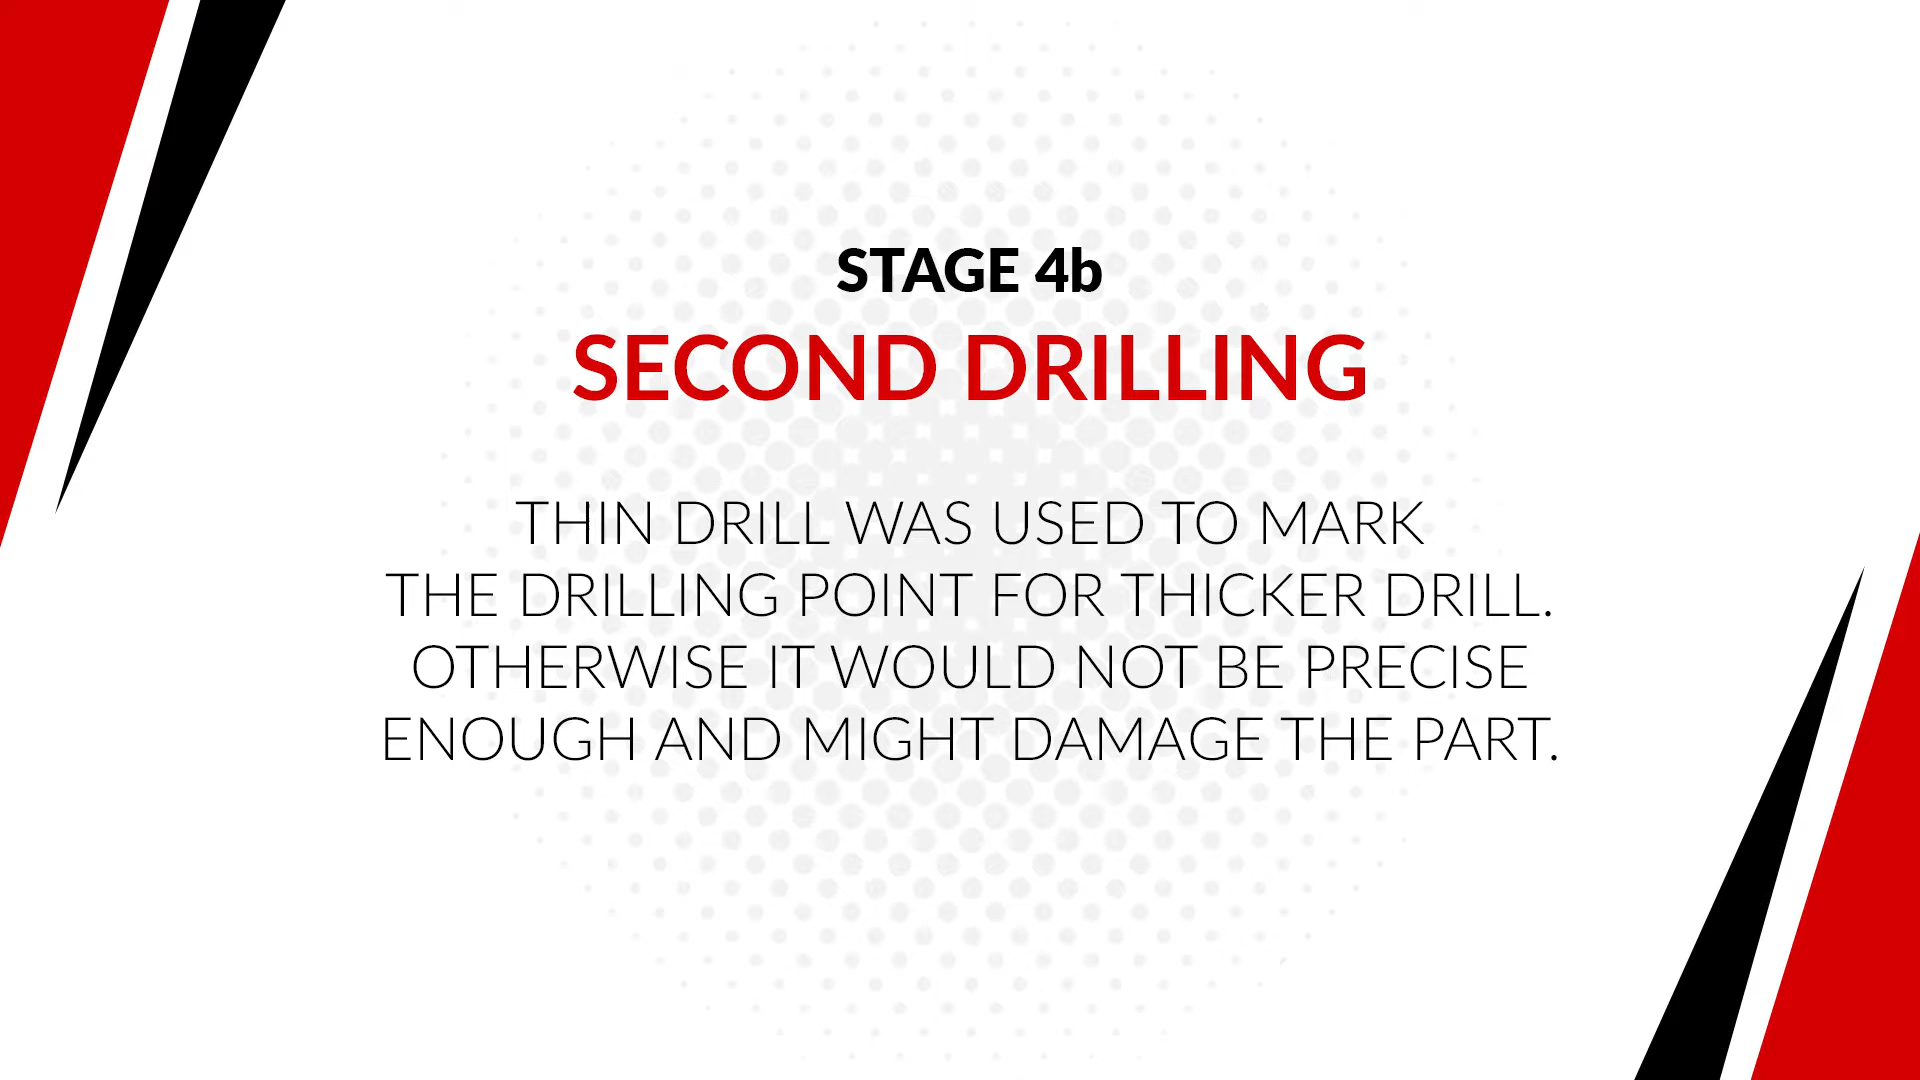 STAGE 4b
SECOND DRILLING
THIN DRILL WAS USED TO MARK
THE DRILLING POINT FOR THICKER DRILL.
OTHERWISE IT WOULD NOT BE PRECISE
ENOUGH AND MIGHT DAMAGE THE PART.